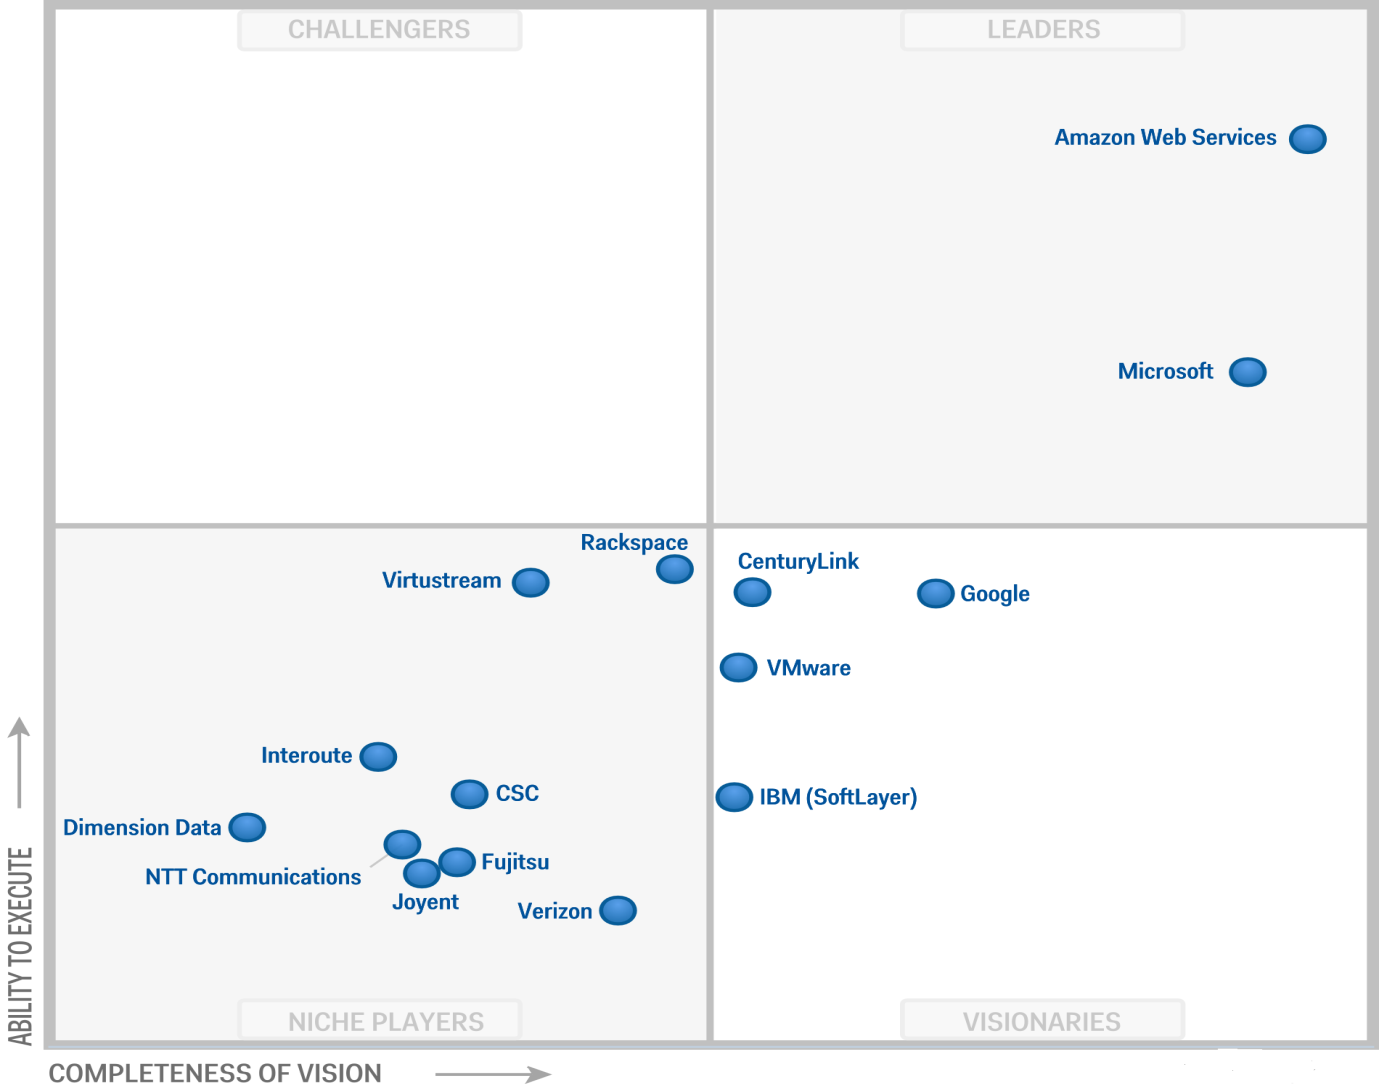 CHALLENGERS
LEADERS
Amazon Web Services
Microsoft
Rackspace
Virtustream
CenturyLink
Google
VMware
Interoute
CSC
IBM (SoftLayer)
Dimension Data
NTT Communications
Fujitsu
Joyent
Verizon
NICHE PLAYERS
VISIONARIES
ABILITY TO EXECUTE
COMPLETENESS OF VISION